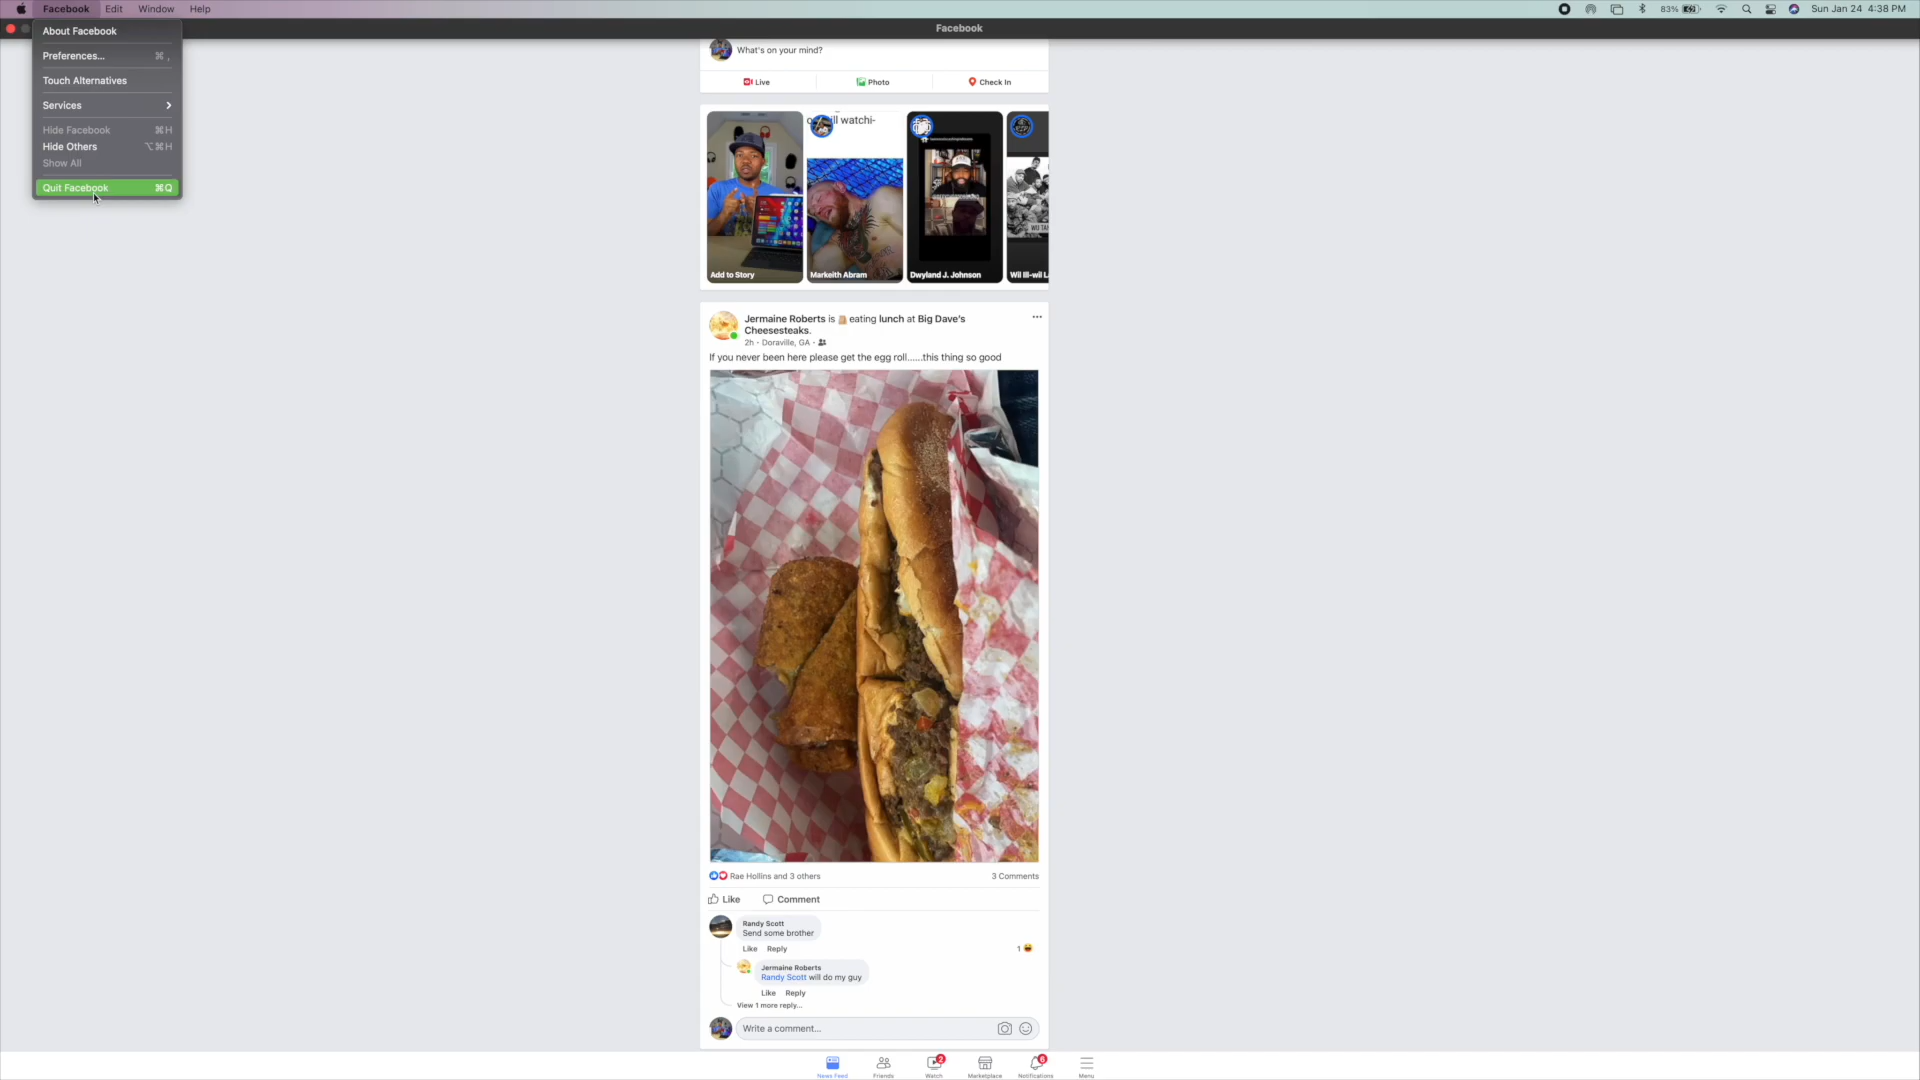 Facebook Edit Window Help
83% Sun Jan 24 4:38 PM
Facebook
About Facebook
Preferences... ⌘ ,
Touch Alternatives
Services
Hide Facebook ⌘H
Hide Others ⌥⌘H
Show All
Quit Facebook ⌘Q
What's on your mind?
Live Photo Check In
ill watchi-
Add to Story
Markeith Abram
Dwyland J. Johnson
WU TA
Wil lil-wil L
Jermaine Roberts is eating lunch at Big Dave's
Cheesesteaks.
2h · Doraville, GA ·
If you never been here please get the egg roll......this thing so good
Rae Hollins and 3 others 3 Comments
Like Comment
Randy Scott
Send some brother
Like Reply 1
Jermaine Roberts
Randy Scott will do my guy
Like Reply
View 1 more reply...
Write a comment...
2 6
News Feed Friends Watch Marketplace Notifications Menu